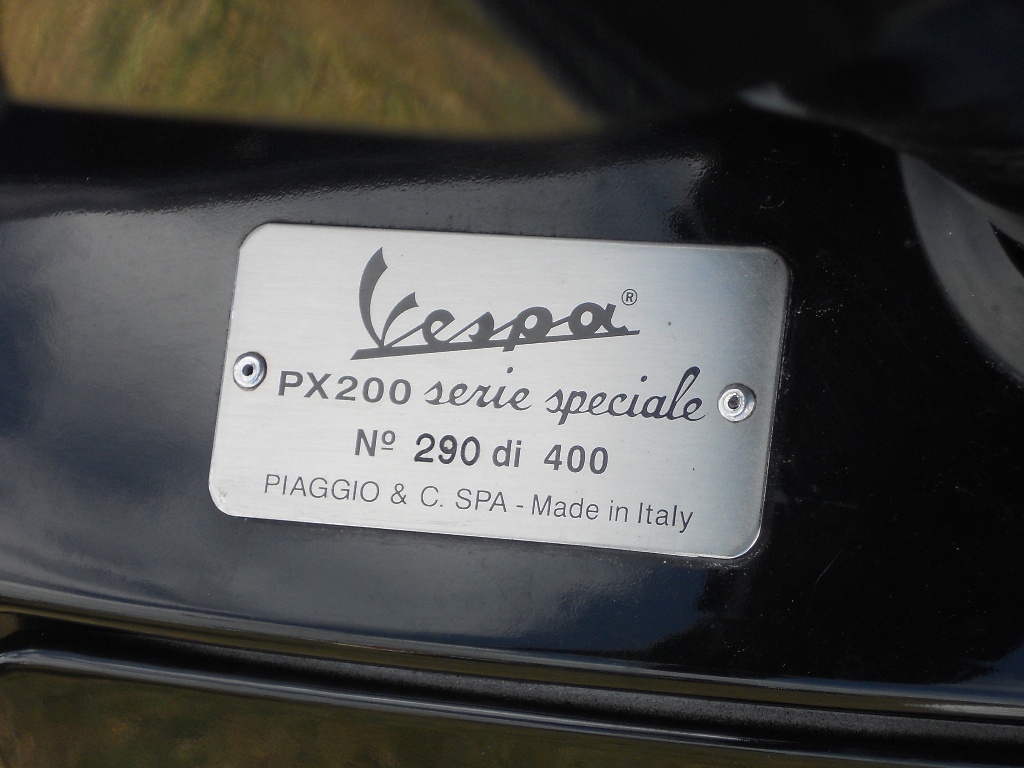 Vespa®
PX200 serie speciale
Nº 290 di 400
PIAGGIO & C. SPA - Made in Italy